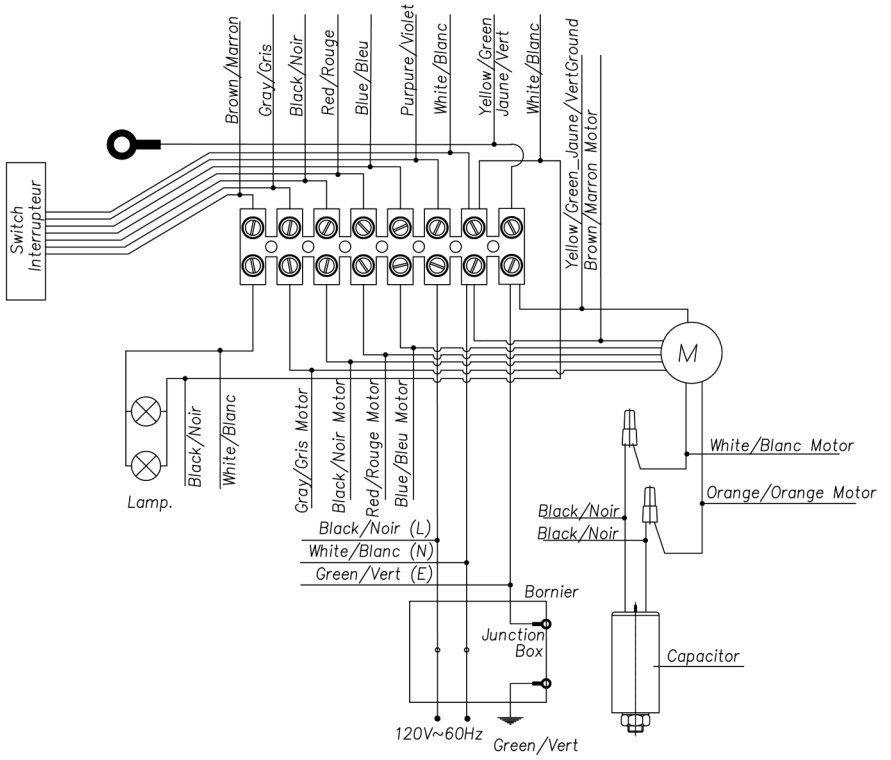 Brown/Marron
Gray/Gris
Black/Noir
Red/Rouge
Blue/Bleu
Purpure/Violet
White/Blanc
Yellow/Green
Jaune/Vert
White/Blanc
Yellow/Green_Jaune/VertGround
Brown/Marron Motor
Switch
Interrupteur
M
Lamp.
Black/Noir
White/Blanc
Gray/Gris Motor
Black/Noir Motor
Red/Rouge Motor
Blue/Bleu Motor
White/Blanc Motor
Orange/Orange Motor
Black/Noir
Black/Noir
Black/Noir (L)
White/Blanc (N)
Green/Vert (E)
Bornier
Junction
Box
Capacitor
120V~60Hz
Green/Vert